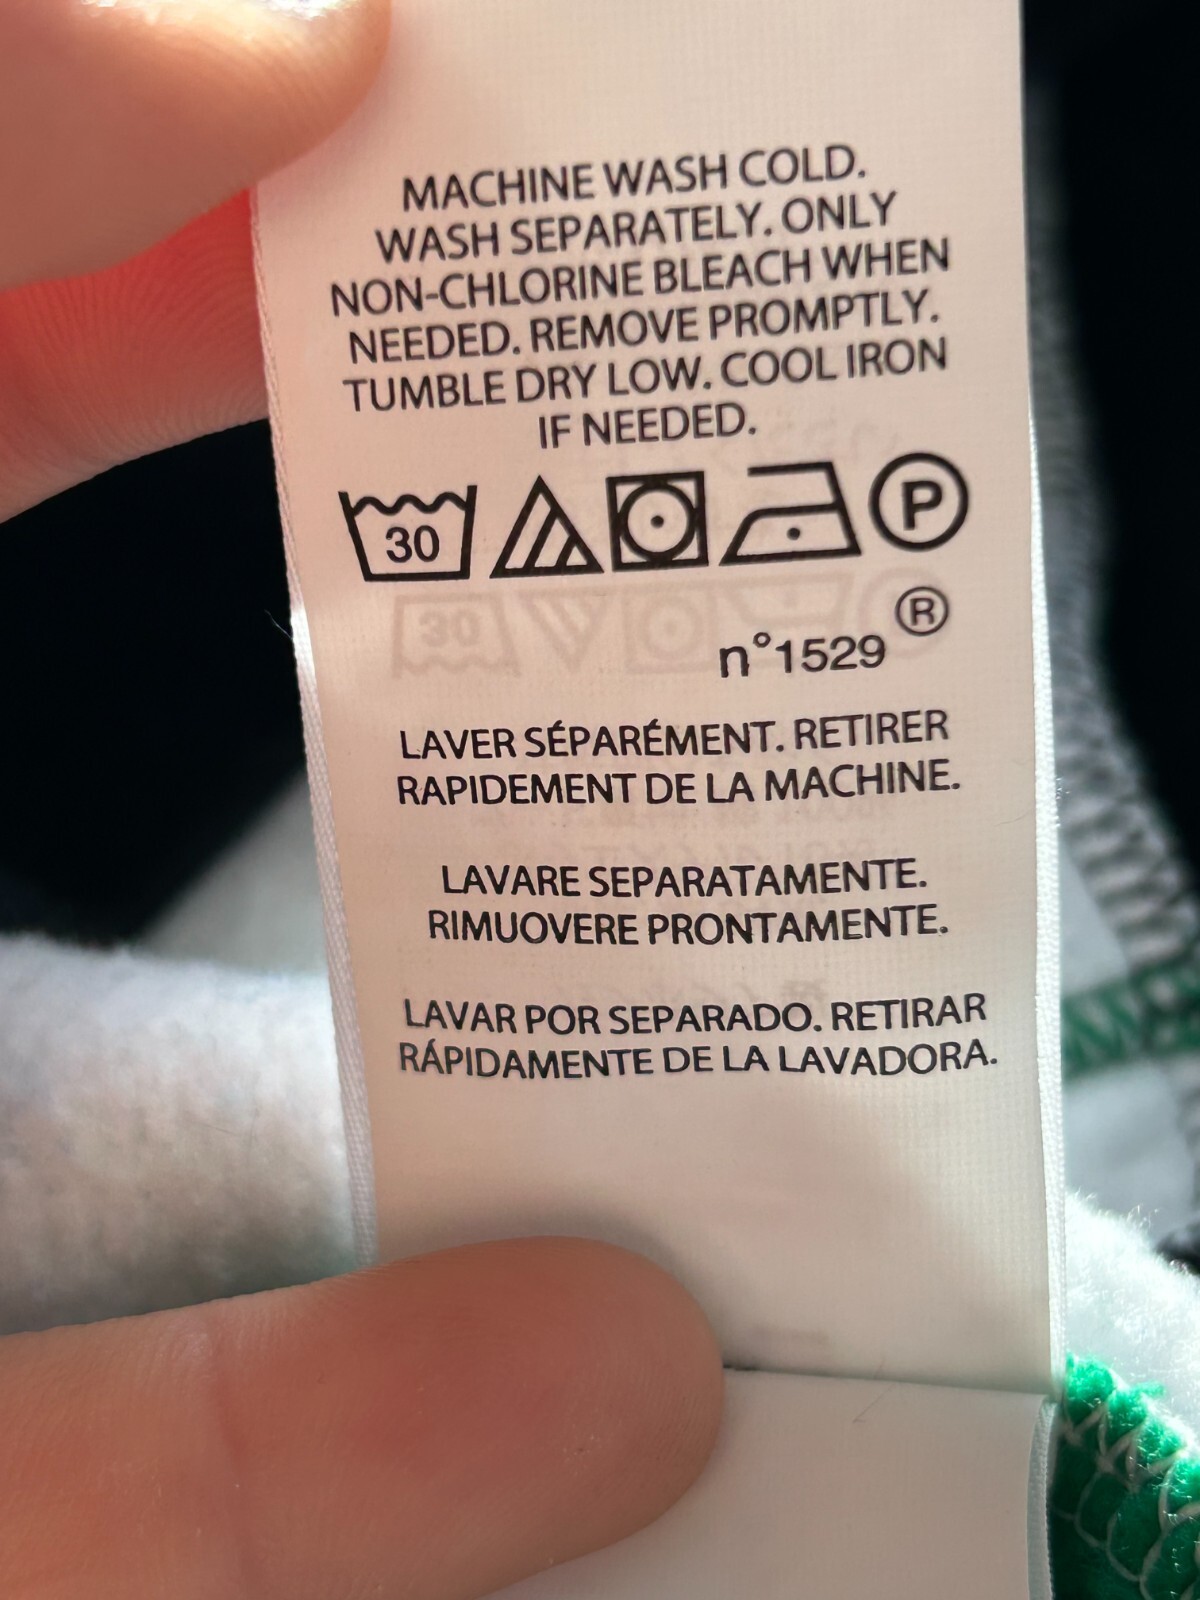 MACHINE WASH COLD.
WASH SEPARATELY. ONLY
NON-CHLORINE BLEACH WHEN
NEEDED. REMOVE PROMPTLY.
TUMBLE DRY LOW. COOL IRON
IF NEEDED.
30 P
®
n°1529
LAVER SÉPARÉMENT. RETIRER
RAPIDEMENT DE LA MACHINE.
LAVARE SEPARATAMENTE.
RIMUOVERE PRONTAMENTE.
LAVAR POR SEPARADO. RETIRAR
RÁPIDAMENTE DE LA LAVADORA.